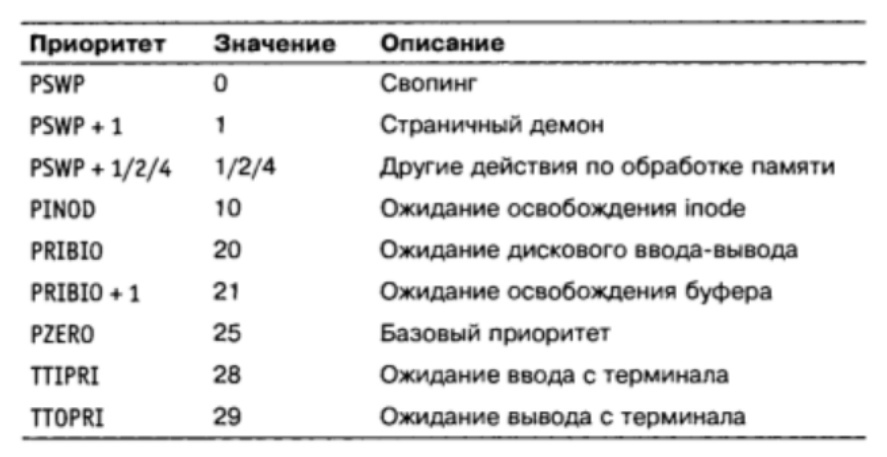 Приоритет Значение Описание
PSWP 0 Свопинг
PSWP + 1 1 Страничный демон
PSWP + 1/2/4 1/2/4 Другие действия по обработке памяти
PINOD 10 Ожидание освобождения inode
PRIBIO 20 Ожидание дискового ввода-вывода
PRIBIO + 1 21 Ожидание освобождения буфера
PZERO 25 Базовый приоритет
TTIPRI 28 Ожидание ввода с терминала
TTOPRI 29 Ожидание вывода с терминала